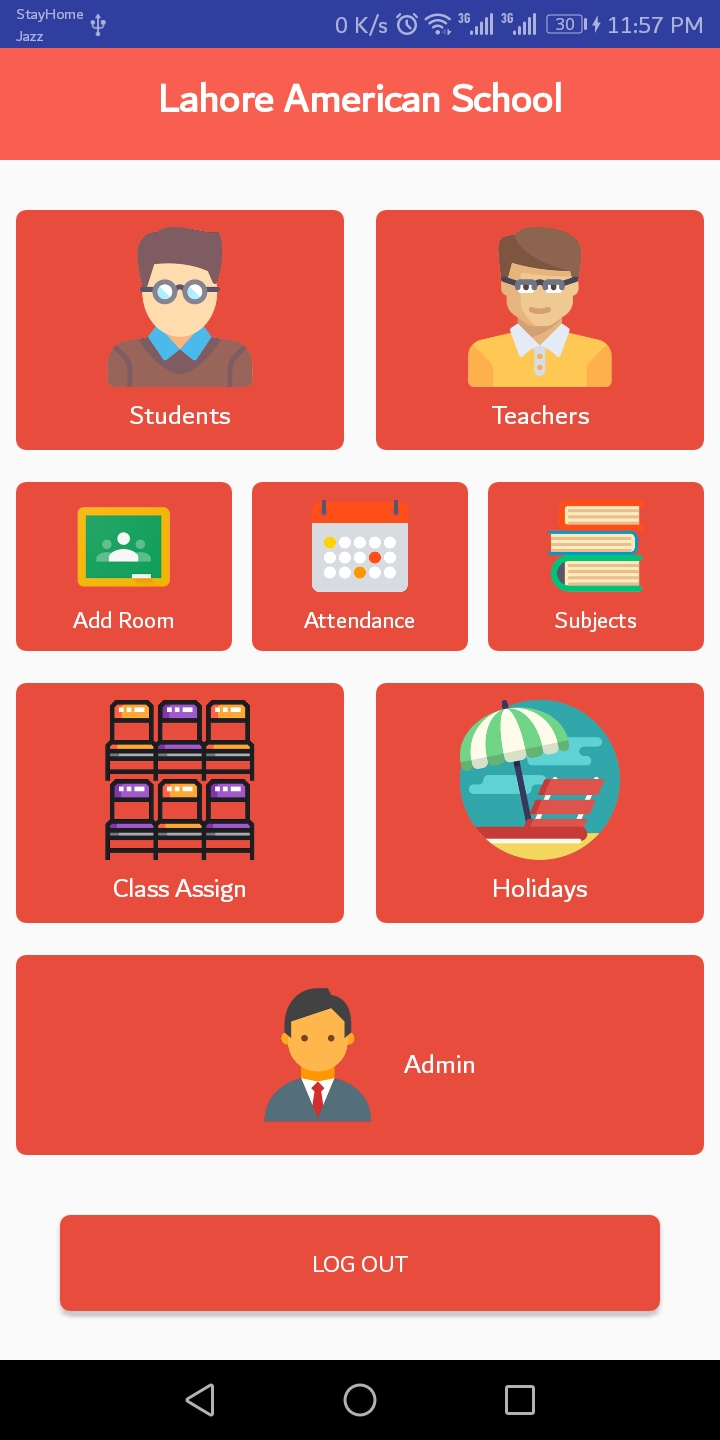 StayHome
Jazz
0 K/s 3G 3G 30 11:57 PM
Lahore American School
Students
Teachers
Add Room
Attendance
Subjects
Class Assign
Holidays
Admin
LOG OUT